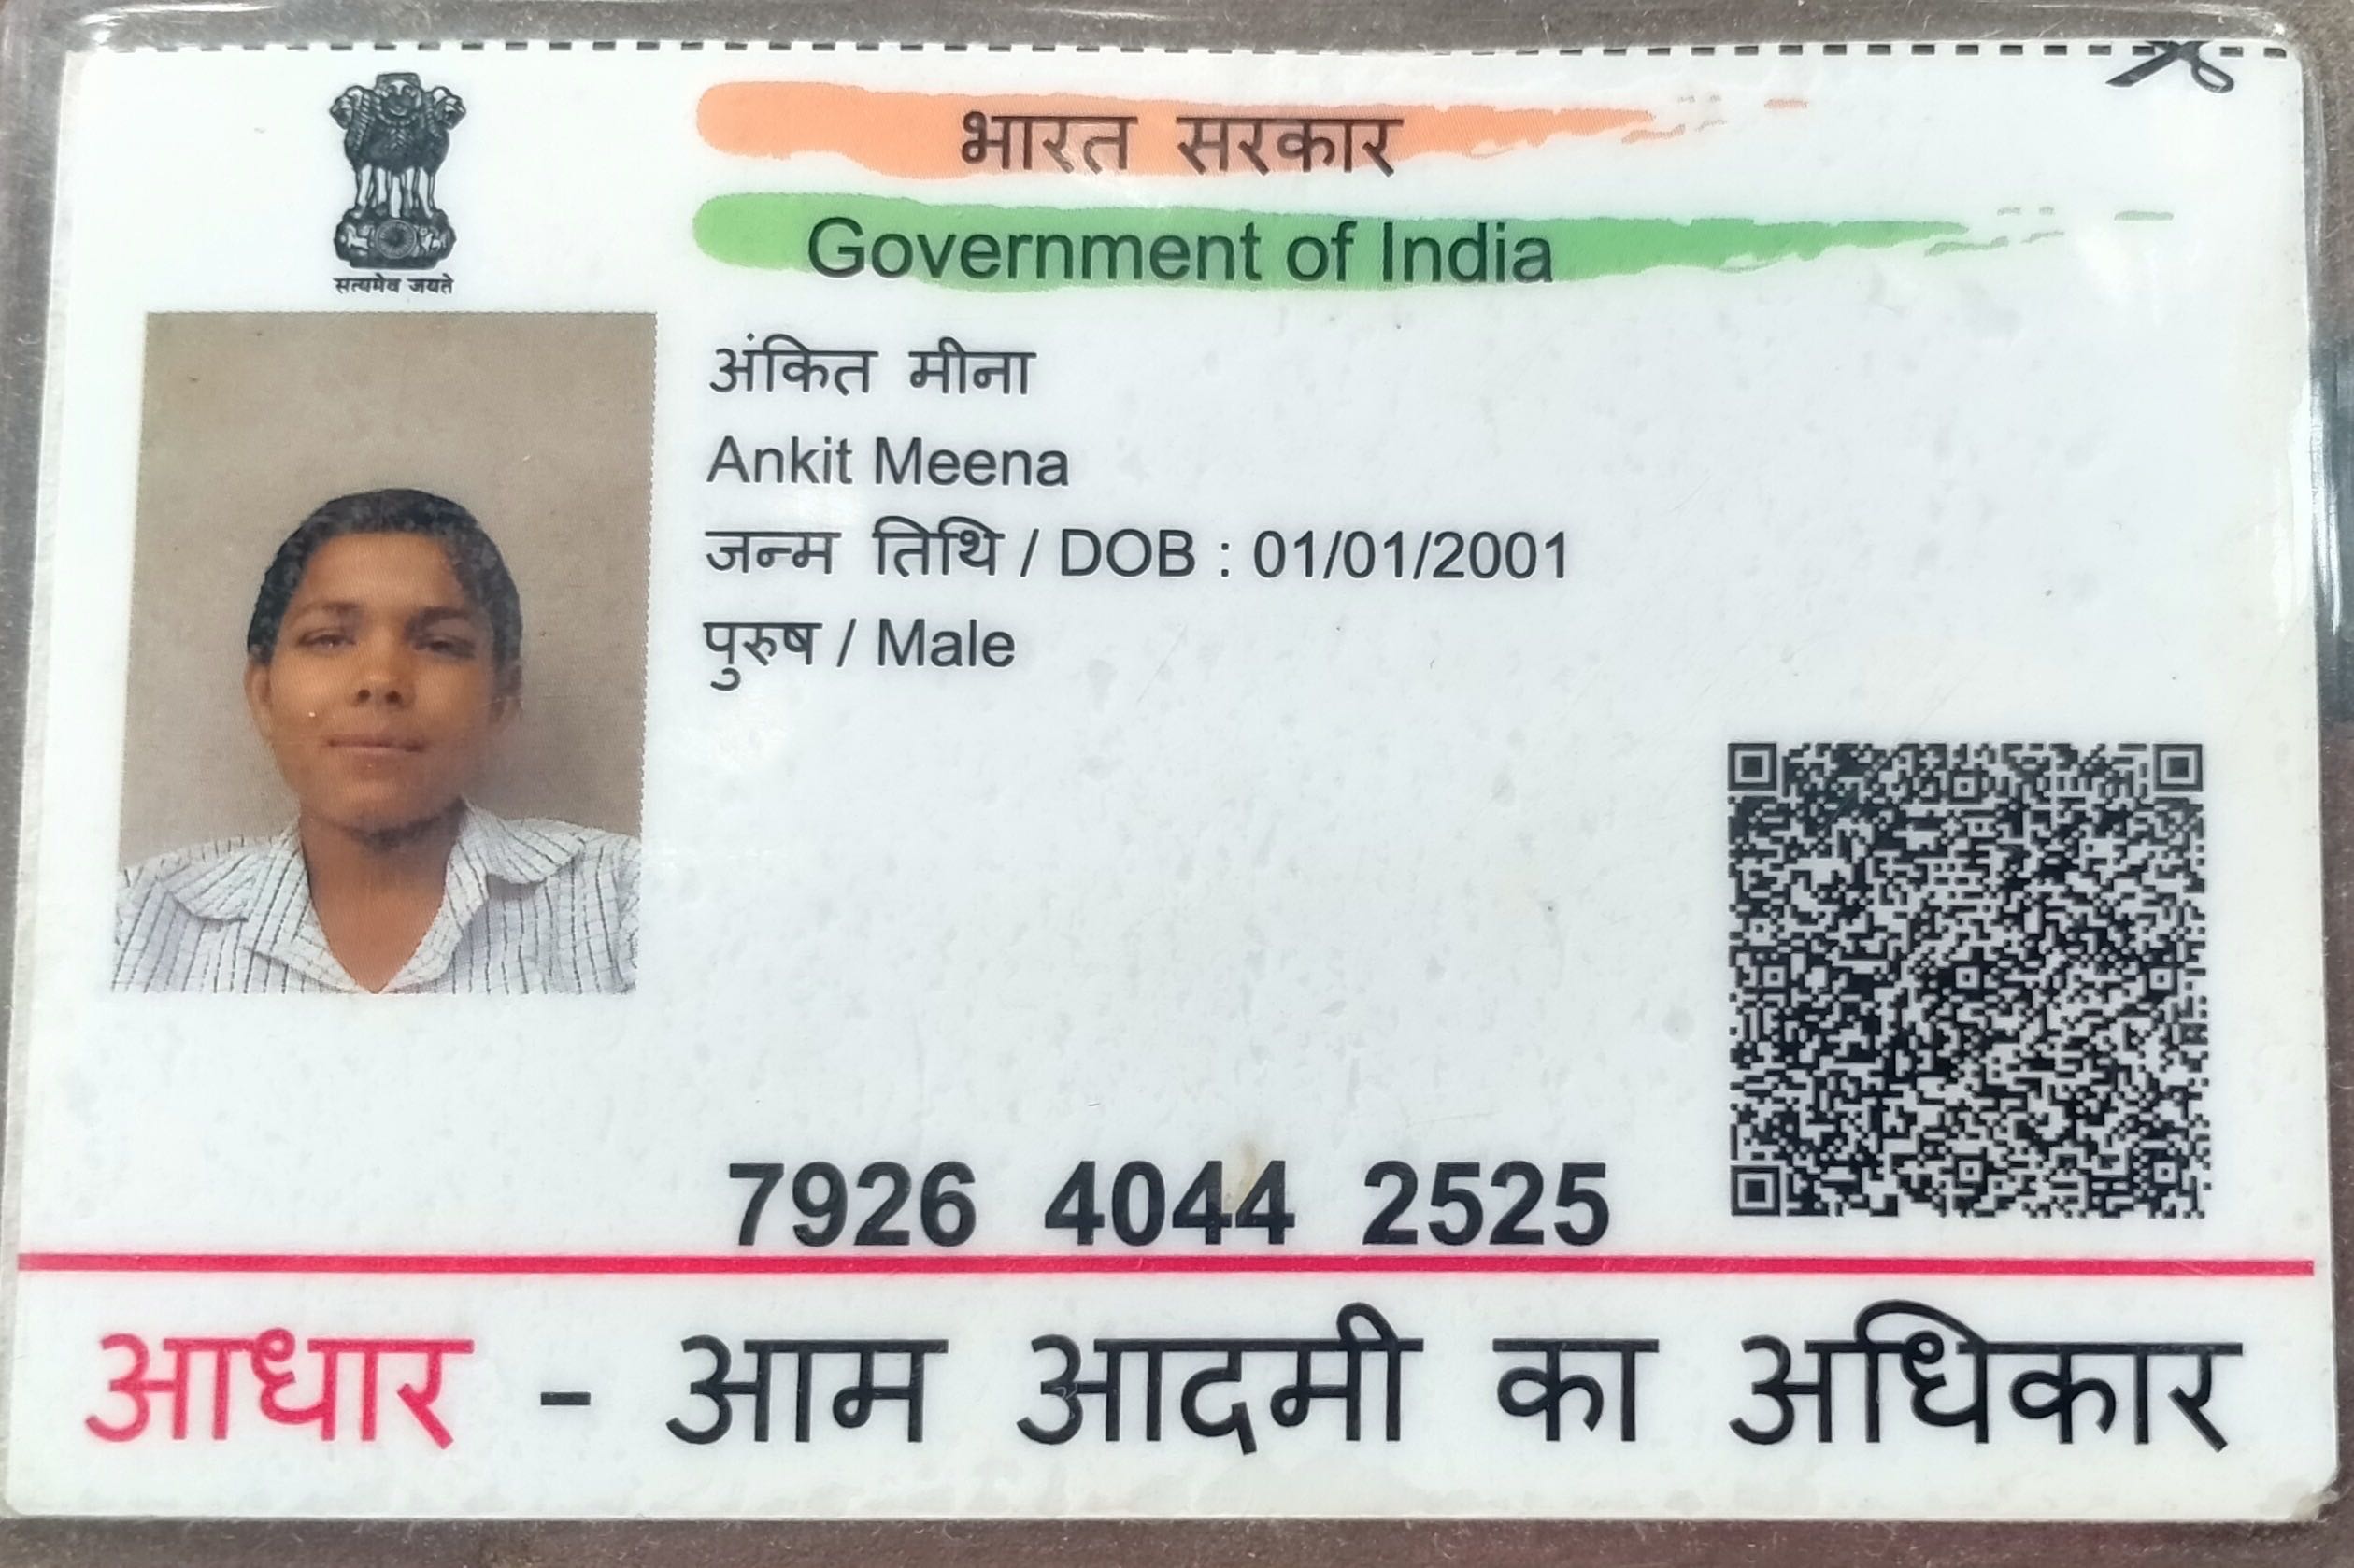 सत्यमेव जयते
भारत सरकार
Government of India
अंकित मीना
Ankit Meena
जन्म तिथि / DOB : 01/01/2001
पुरुष / Male
7926 4044 2525
आधार - आम आदमी का अधिकार